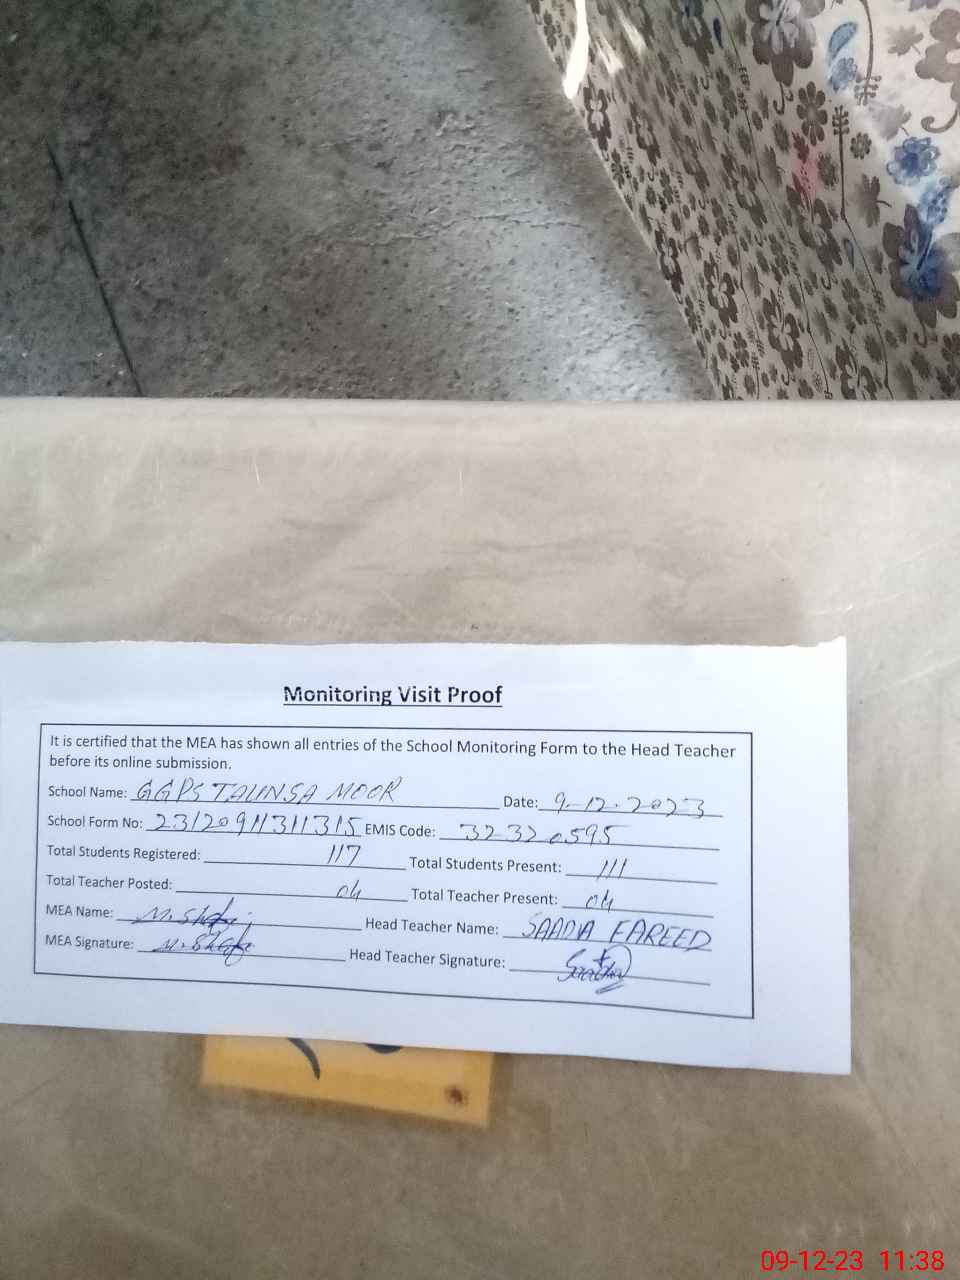 Monitoring Visit Proof
It is certified that the MEA has shown all entries of the School Monitoring Form to the Head Teacher
before its online submission.
School Name: GGPS TAUNSA MOOR Date: 9-12-2023
School Form No: 23120911311315 EMIS Code: 32320595
Total Students Registered: 117 Total Students Present: 111
Total Teacher Posted: 04 Total Teacher Present: 04
MEA Name: M. Shafi Head Teacher Name: SAADIA FAREED
MEA Signature: M. Shafi Head Teacher Signature:
09-12-23 11:38